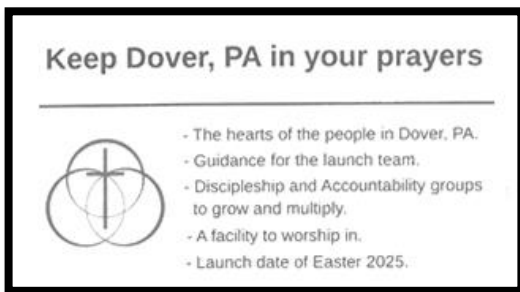 Keep Dover, PA in your prayers
- The hearts of the people in Dover, PA.
- Guidance for the launch team.
- Discipleship and Accountability groups
to grow and multiply.
- A facility to worship in.
- Launch date of Easter 2025.